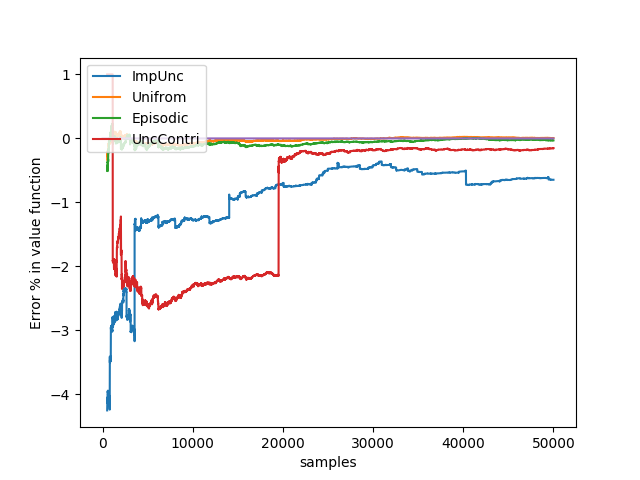 ImpUnc
Unifrom
Episodic
UncContri
1
0
−1
−2
−3
−4
Error % in value function
0 10000 20000 30000 40000 50000
samples